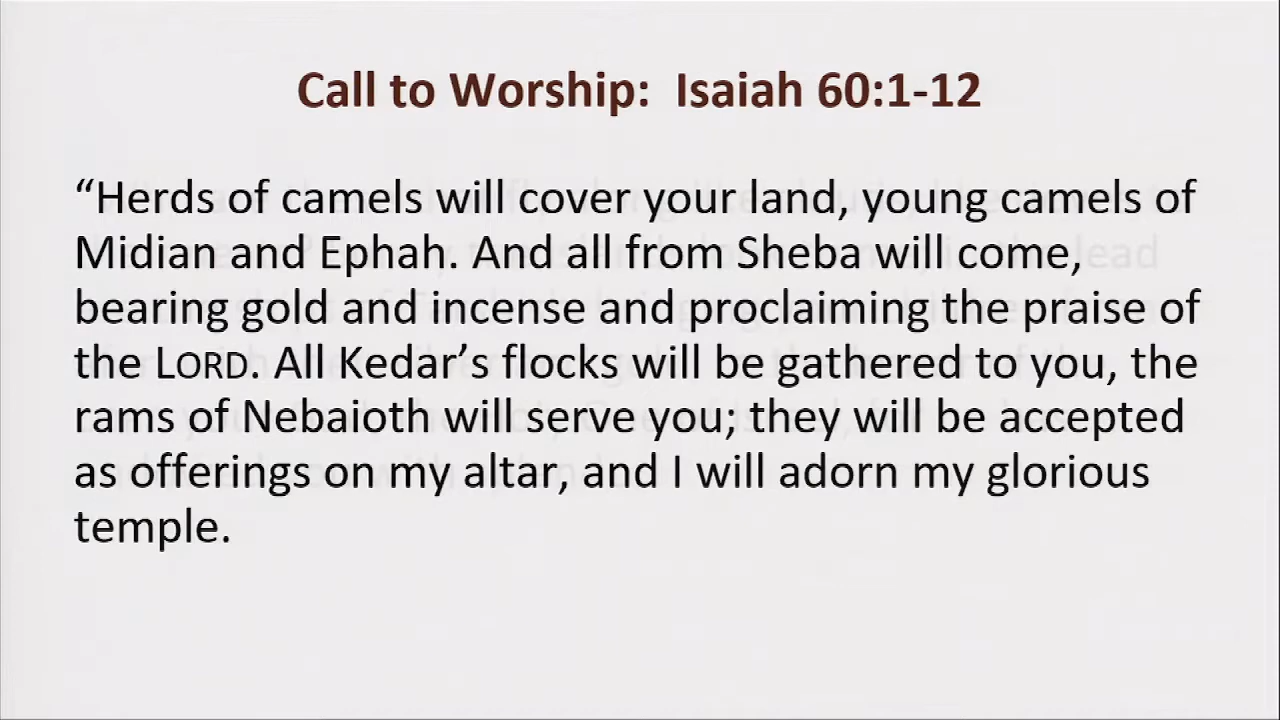 Call to Worship:  Isaiah 60:1-12
“Herds of camels will cover your land, young camels of
Midian and Ephah. And all from Sheba will come,
bearing gold and incense and proclaiming the praise of
the LORD. All Kedar’s flocks will be gathered to you, the
rams of Nebaioth will serve you; they will be accepted
as offerings on my altar, and I will adorn my glorious
temple.